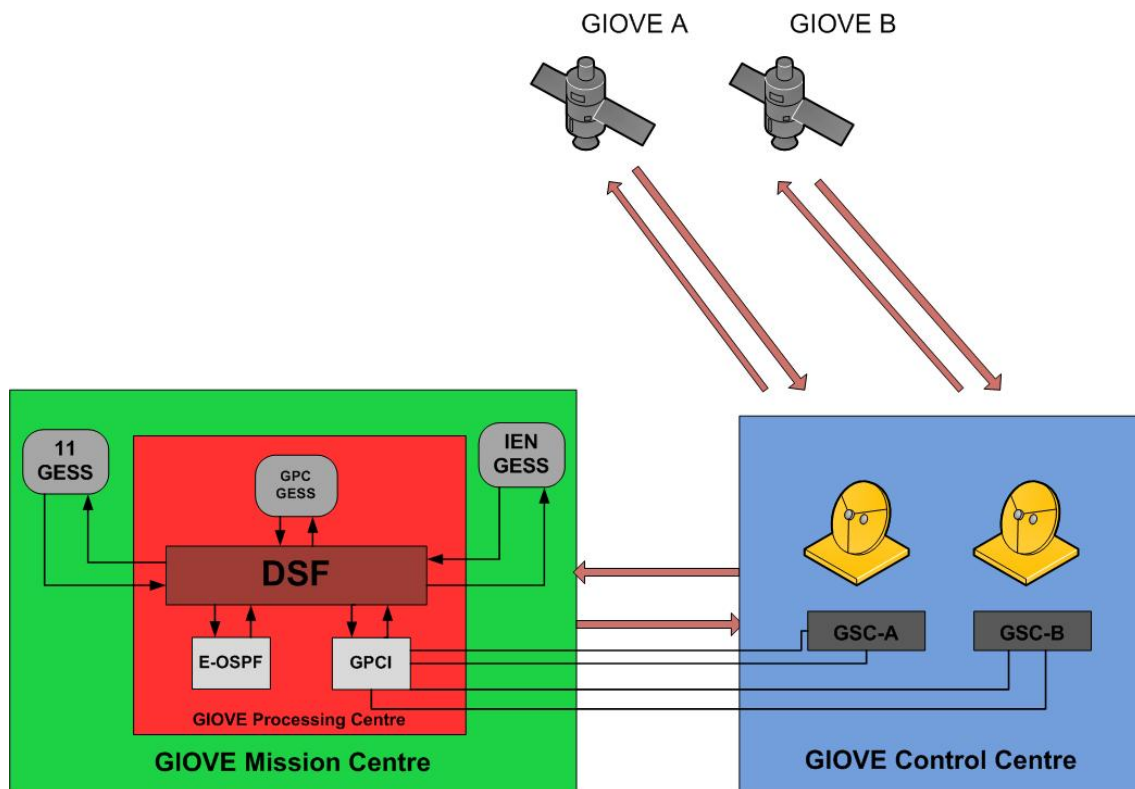 GIOVE A
GIOVE B
11
GESS
IEN
GESS
GPC
GESS
DSF
E-OSPF
GPCI
GIOVE Processing Centre
GIOVE Mission Centre
GSC-A
GSC-B
GIOVE Control Centre